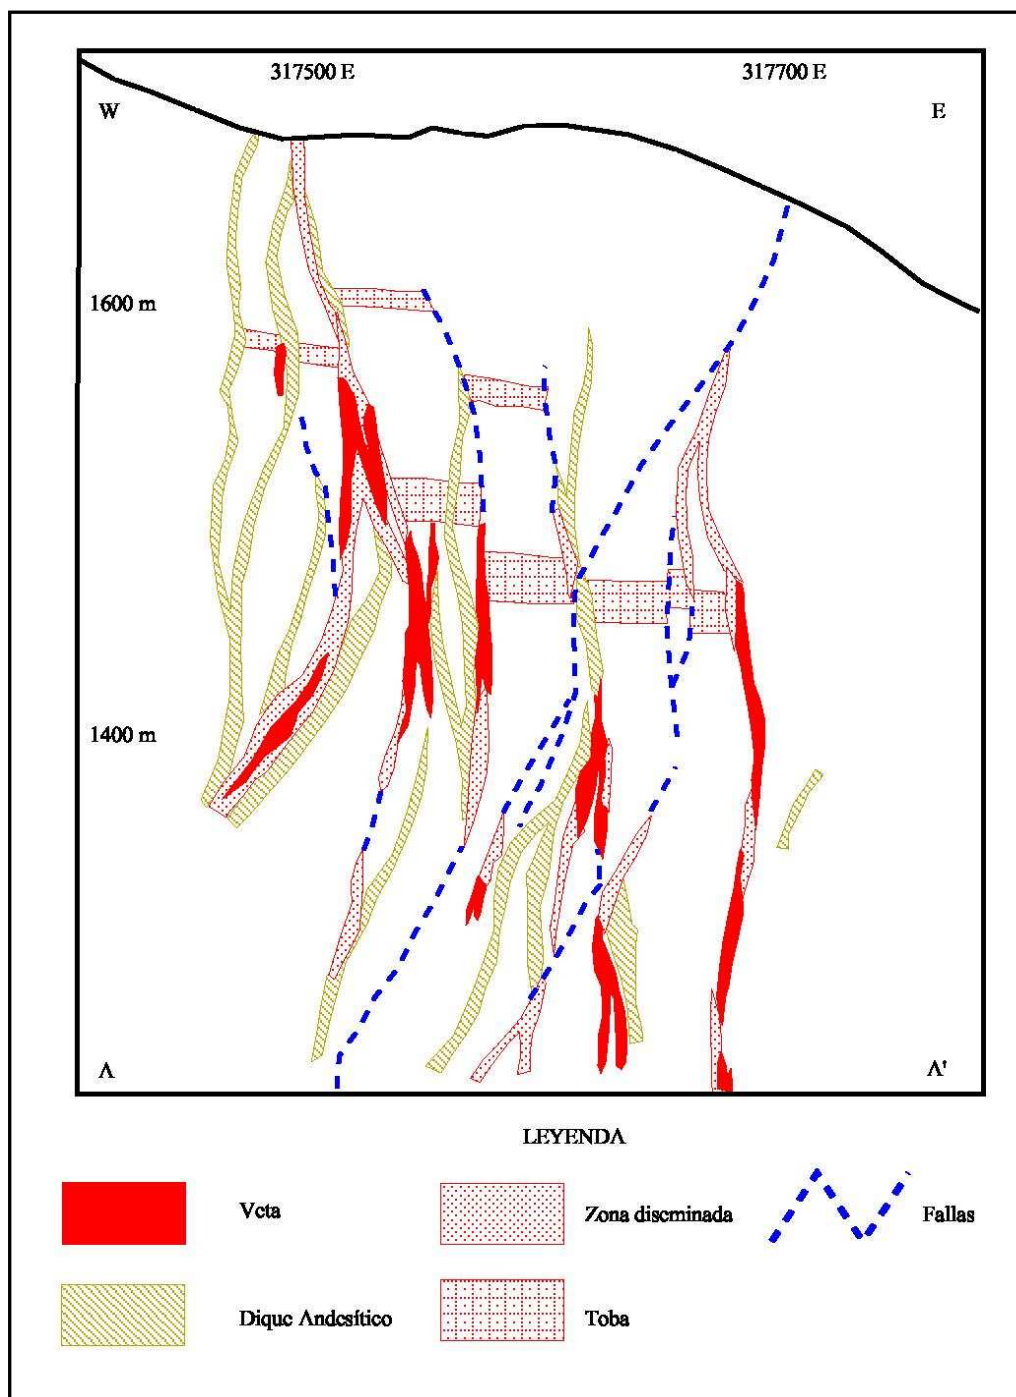 317500 E 317700 E
W E
1600 m
1400 m
A A'
LEYENDA
Veta Zona diseminada Fallas
Dique Andesítico Toba